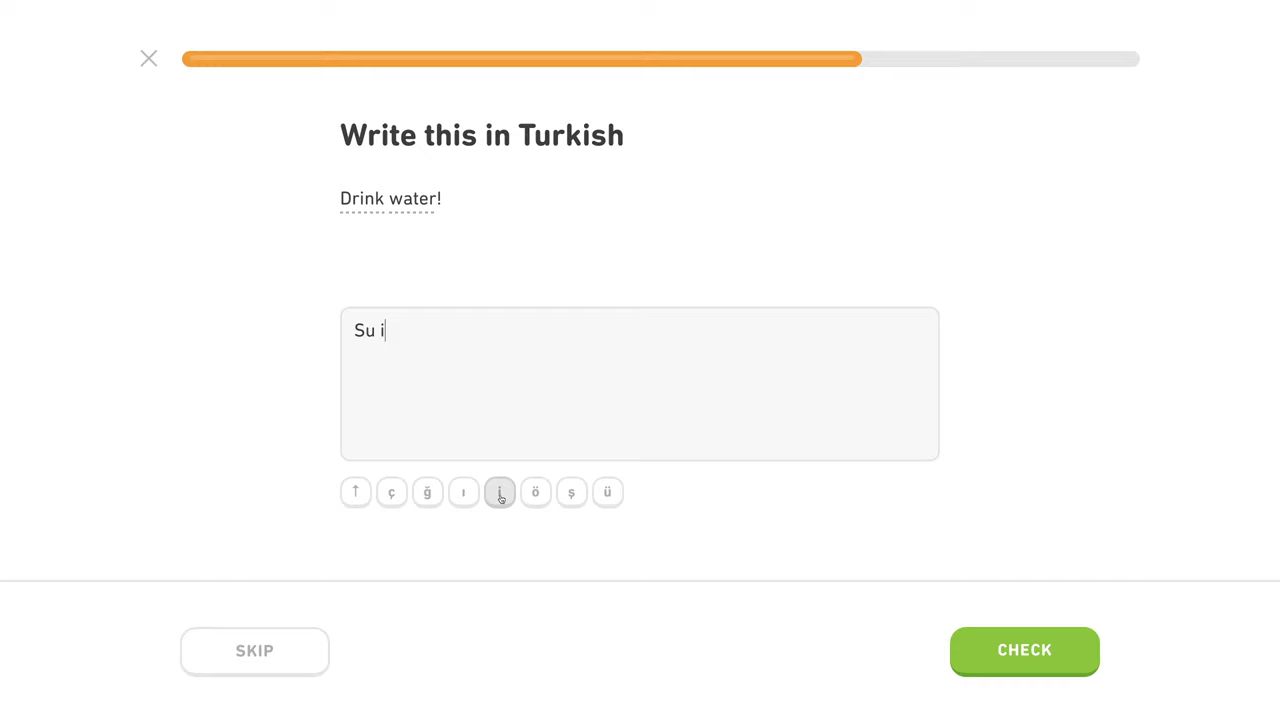 Write this in Turkish
Drink water!
Su i
↑ ç ğ ı i ö ş ü
SKIP
CHECK